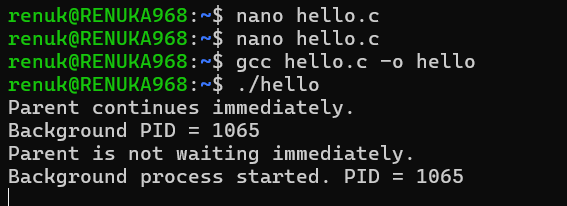 renuk@RENUKA968:~$ nano hello.c
renuk@RENUKA968:~$ nano hello.c
renuk@RENUKA968:~$ gcc hello.c -o hello
renuk@RENUKA968:~$ ./hello
Parent continues immediately.
Background PID = 1065
Parent is not waiting immediately.
Background process started. PID = 1065